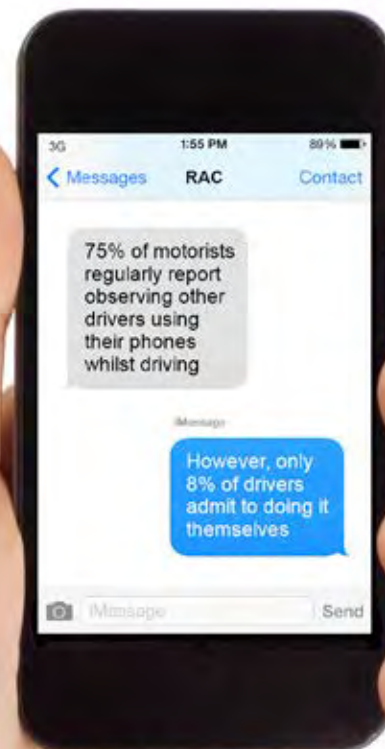 3G 1:55 PM 89%
Messages RAC Contact
75% of motorists
regularly report
observing other
drivers using
their phones
whilst driving
iMessage
However, only
8% of drivers
admit to doing it
themselves
iMessage Send